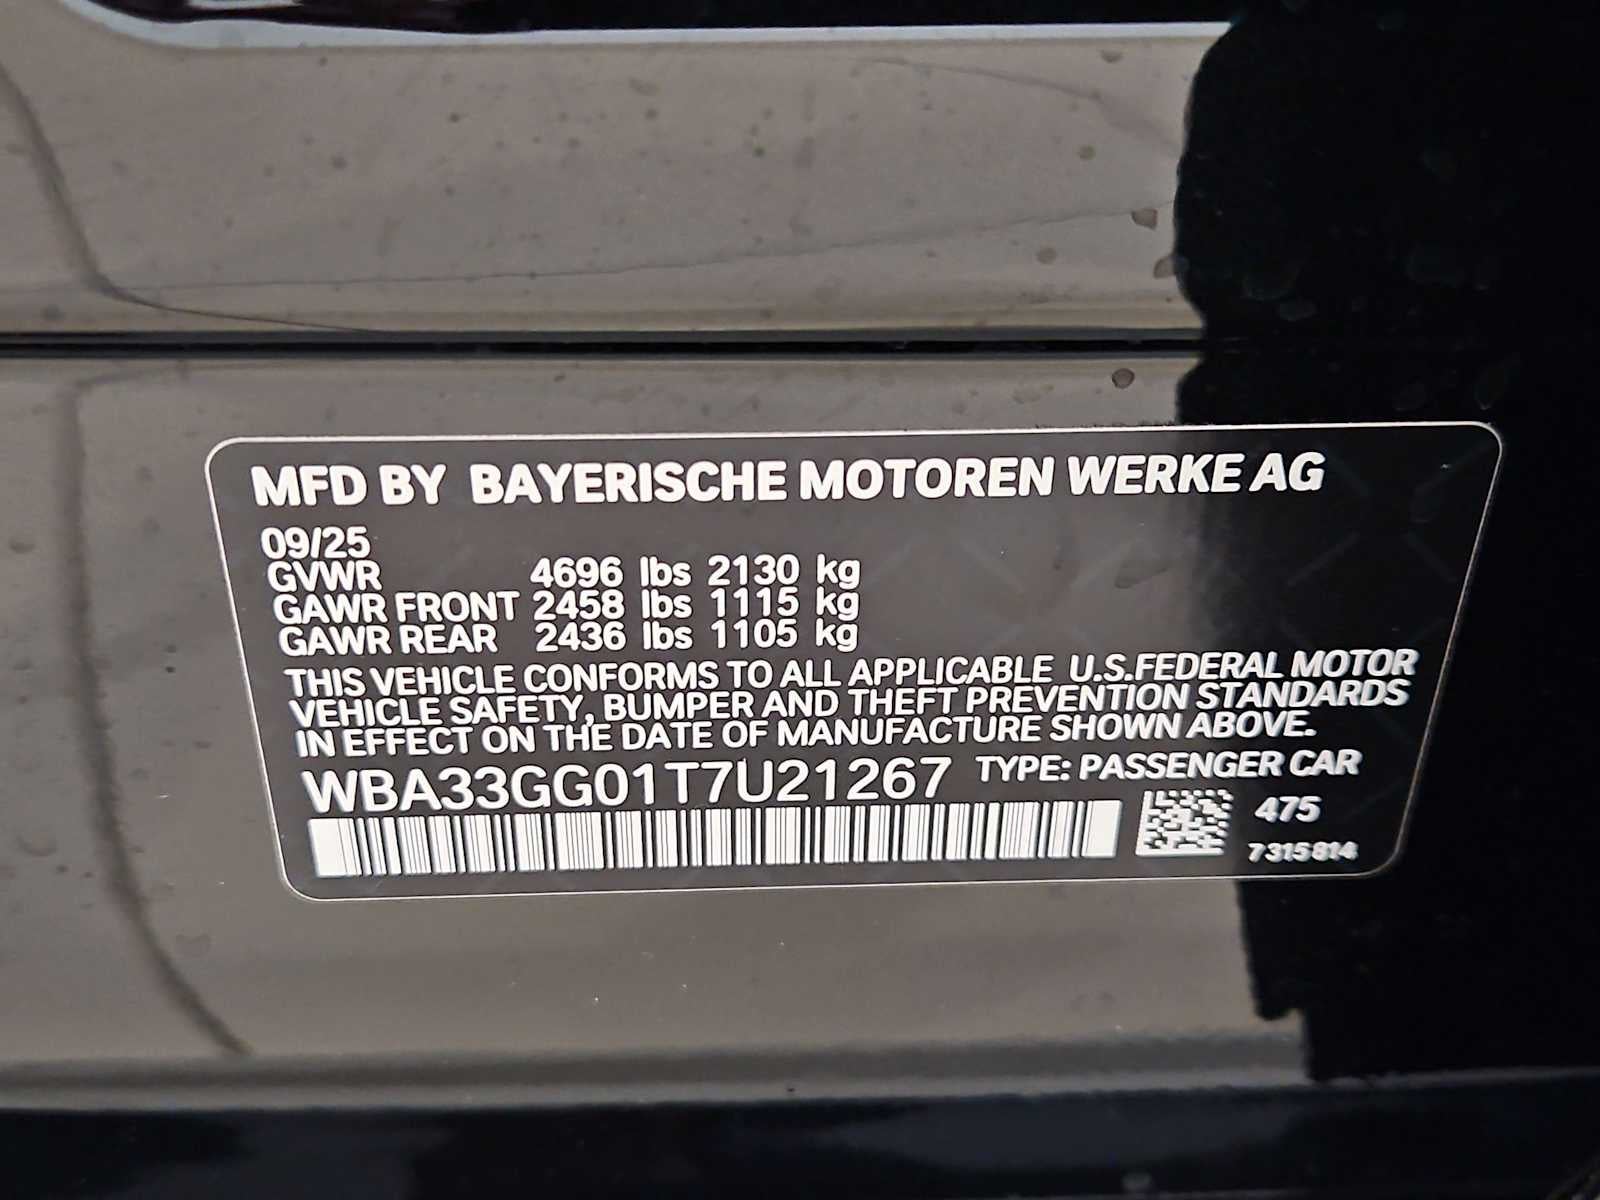 MFD BY BAYERISCHE MOTOREN WERKE AG
09/25
GVWR 4696 lbs 2130 kg
GAWR FRONT 2458 lbs 1115 kg
GAWR REAR 2436 lbs 1105 kg
THIS VEHICLE CONFORMS TO ALL APPLICABLE U.S.FEDERAL MOTOR
VEHICLE SAFETY, BUMPER AND THEFT PREVENTION STANDARDS
IN EFFECT ON THE DATE OF MANUFACTURE SHOWN ABOVE.
WBA33GG01T7U21267 TYPE: PASSENGER CAR
475
7315814